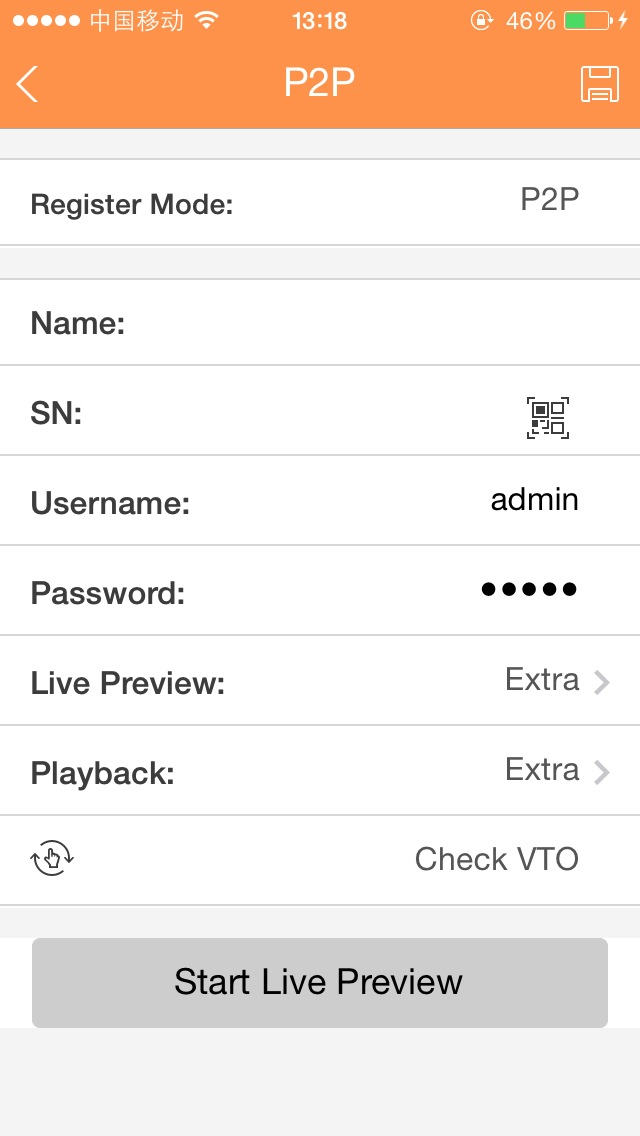 中国移动 13:18 46%
P2P
Register Mode: P2P
Name:
SN:
Username: admin
Password: •••••
Live Preview: Extra
Playback: Extra
Check VTO
Start Live Preview